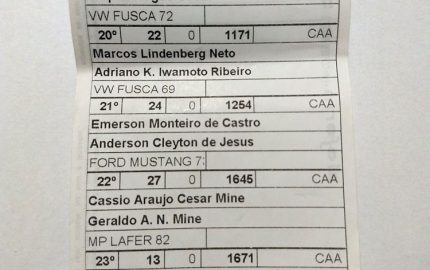 VW FUSCA 72
20º 22 0 1171 CAA
Marcos Lindenberg Neto
Adriano K. Iwamoto Ribeiro
VW FUSCA 69
21º 24 0 1254 CAA
Emerson Monteiro de Castro
Anderson Cleyton de Jesus
FORD MUSTANG 7
22º 27 0 1645 CAA
Cassio Araujo Cesar Mine
Geraldo A. N. Mine
MP LAFER 82
23º 13 0 1671 CAA